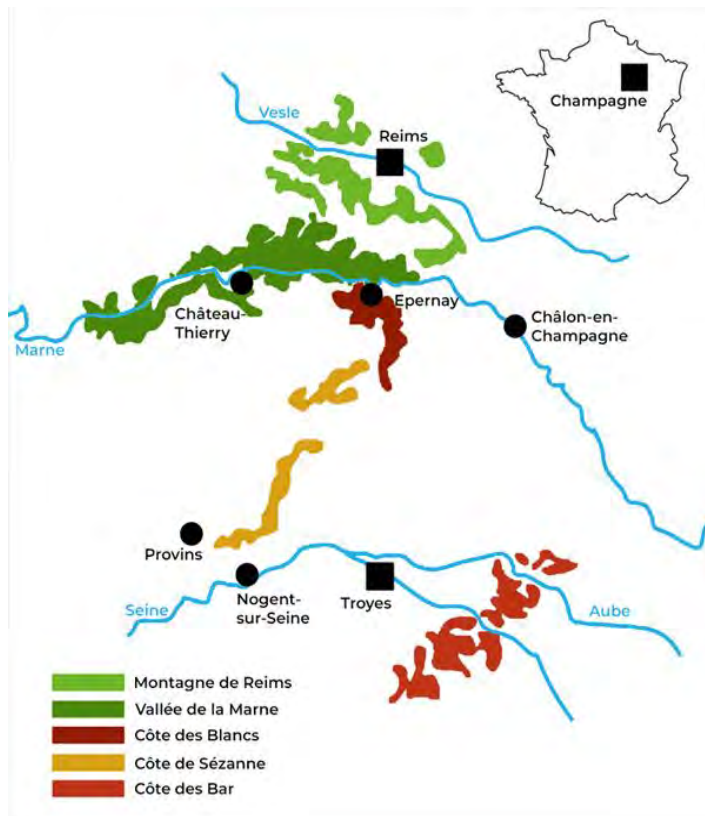 Vesle
Reims
Champagne
Château-
Thierry
Epernay
Châlon-en-
Champagne
Marne
Provins
Nogent-
sur-Seine
Troyes
Seine
Aube
Montagne de Reims
Vallée de la Marne
Côte des Blancs
Côte de Sézanne
Côte des Bar